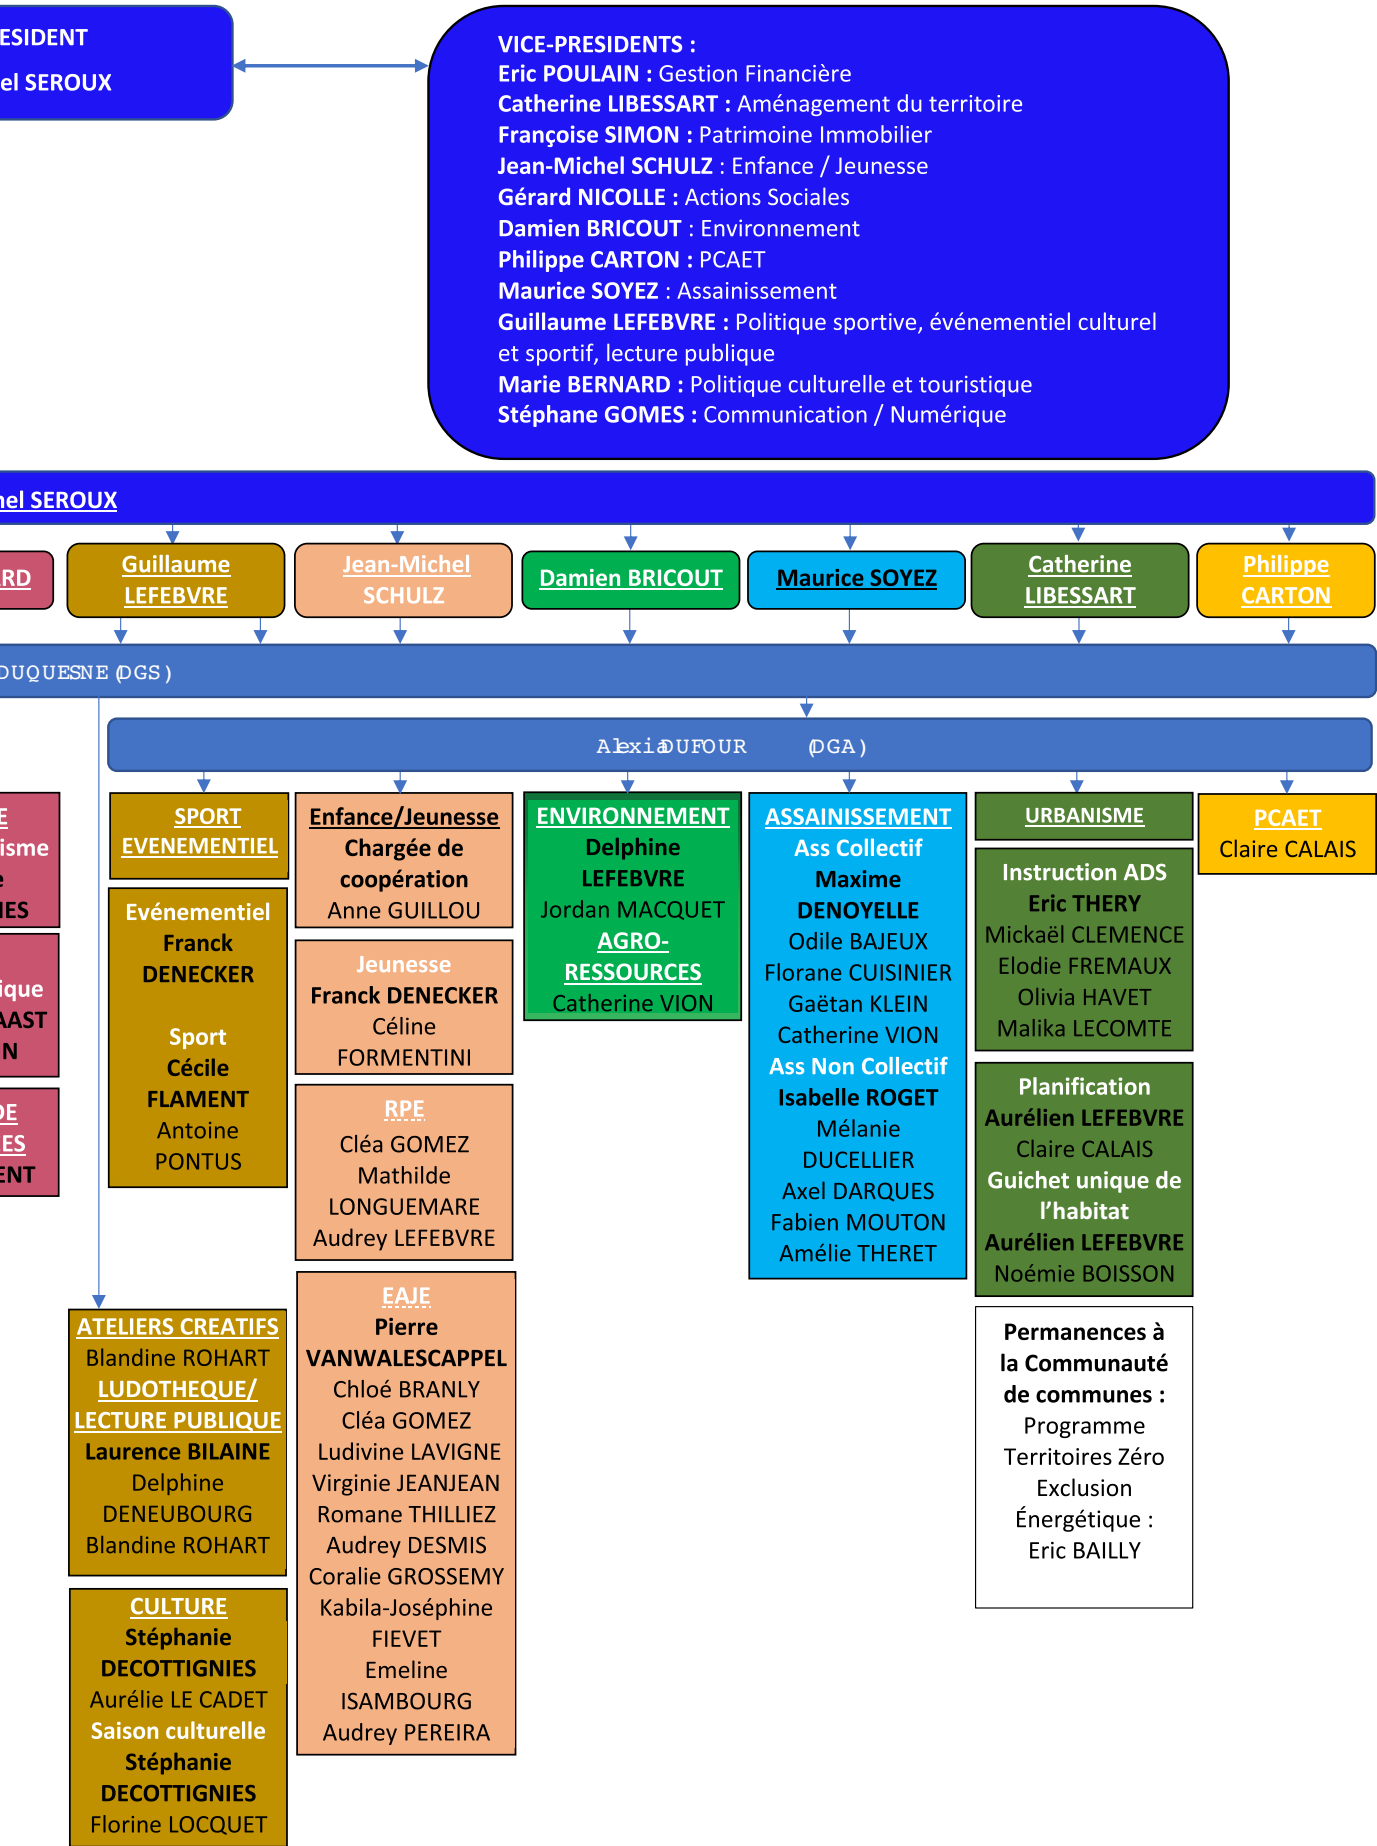 SEROUX
VICE-PRESIDENTS :
Eric POULAIN : Gestion Financière
Catherine LIBESSART : Aménagement du territoire
Françoise SIMON : Patrimoine Immobilier
Jean-Michel SCHULZ : Enfance / Jeunesse
Gérard NICOLLE : Actions Sociales
Damien BRICOUT : Environnement
Philippe CARTON : PCAET
Maurice SOYEZ : Assainissement
Guillaume LEFEBVRE : Politique sportive, événementiel culturel
et sportif, lecture publique
Marie BERNARD : Politique culturelle et touristique
Stéphane GOMES : Communication / Numérique
SEROUX
Guillaume
LEFEBVRE
Jean-Michel
SCHULZ
Damien BRICOUT
Maurice SOYEZ
Catherine
LIBESSART
Philippe
CARTON
DUQUESNE (DGS)
Alexia DUFOUR (DGA)
SPORT
EVENEMENTIEL
Evénementiel
Franck
DENECKER
Sport
Cécile
FLAMENT
Antoine
PONTUS
ATELIERS CREATIFS
Blandine ROHART
LUDOTHEQUE/
LECTURE PUBLIQUE
Laurence BILAINE
Delphine
DENEUBOURG
Blandine ROHART
CULTURE
Stéphanie
DECOTTIGNIES
Aurélie LE CADET
Saison culturelle
Stéphanie
DECOTTIGNIES
Florine LOCQUET
Enfance/Jeunesse
Chargée de
coopération
Anne GUILLOU
Jeunesse
Franck DENECKER
Céline
FORMENTINI
RPE
Cléa GOMEZ
Mathilde
LONGUEMARE
Audrey LEFEBVRE
EAJE
Pierre
VANWALESCAPPEL
Chloé BRANLY
Cléa GOMEZ
Ludivine LAVIGNE
Virginie JEANJEAN
Romane THILLIEZ
Audrey DESMIS
Coralie GROSSEMY
Kabila-Joséphine
FIEVET
Emeline
ISAMBOURG
Audrey PEREIRA
ENVIRONNEMENT
Delphine
LEFEBVRE
Jordan MACQUET
AGRO-
RESSOURCES
Catherine VION
ASSAINISSEMENT
Ass Collectif
Maxime
DENOYELLE
Odile BAJEUX
Florane CUISINIER
Gaëtan KLEIN
Catherine VION
Ass Non Collectif
Isabelle ROGET
Mélanie
DUCELLIER
Axel DARQUES
Fabien MOUTON
Amélie THERET
URBANISME
Instruction ADS
Eric THERY
Mickaël CLEMENCE
Elodie FREMAUX
Olivia HAVET
Malika LECOMTE
Planification
Aurélien LEFEBVRE
Claire CALAIS
Guichet unique de
l’habitat
Aurélien LEFEBVRE
Noémie BOISSON
Permanences à
la Communauté
de communes :
Programme
Territoires Zéro
Exclusion
Énergétique :
Eric BAILLY
PCAET
Claire CALAIS